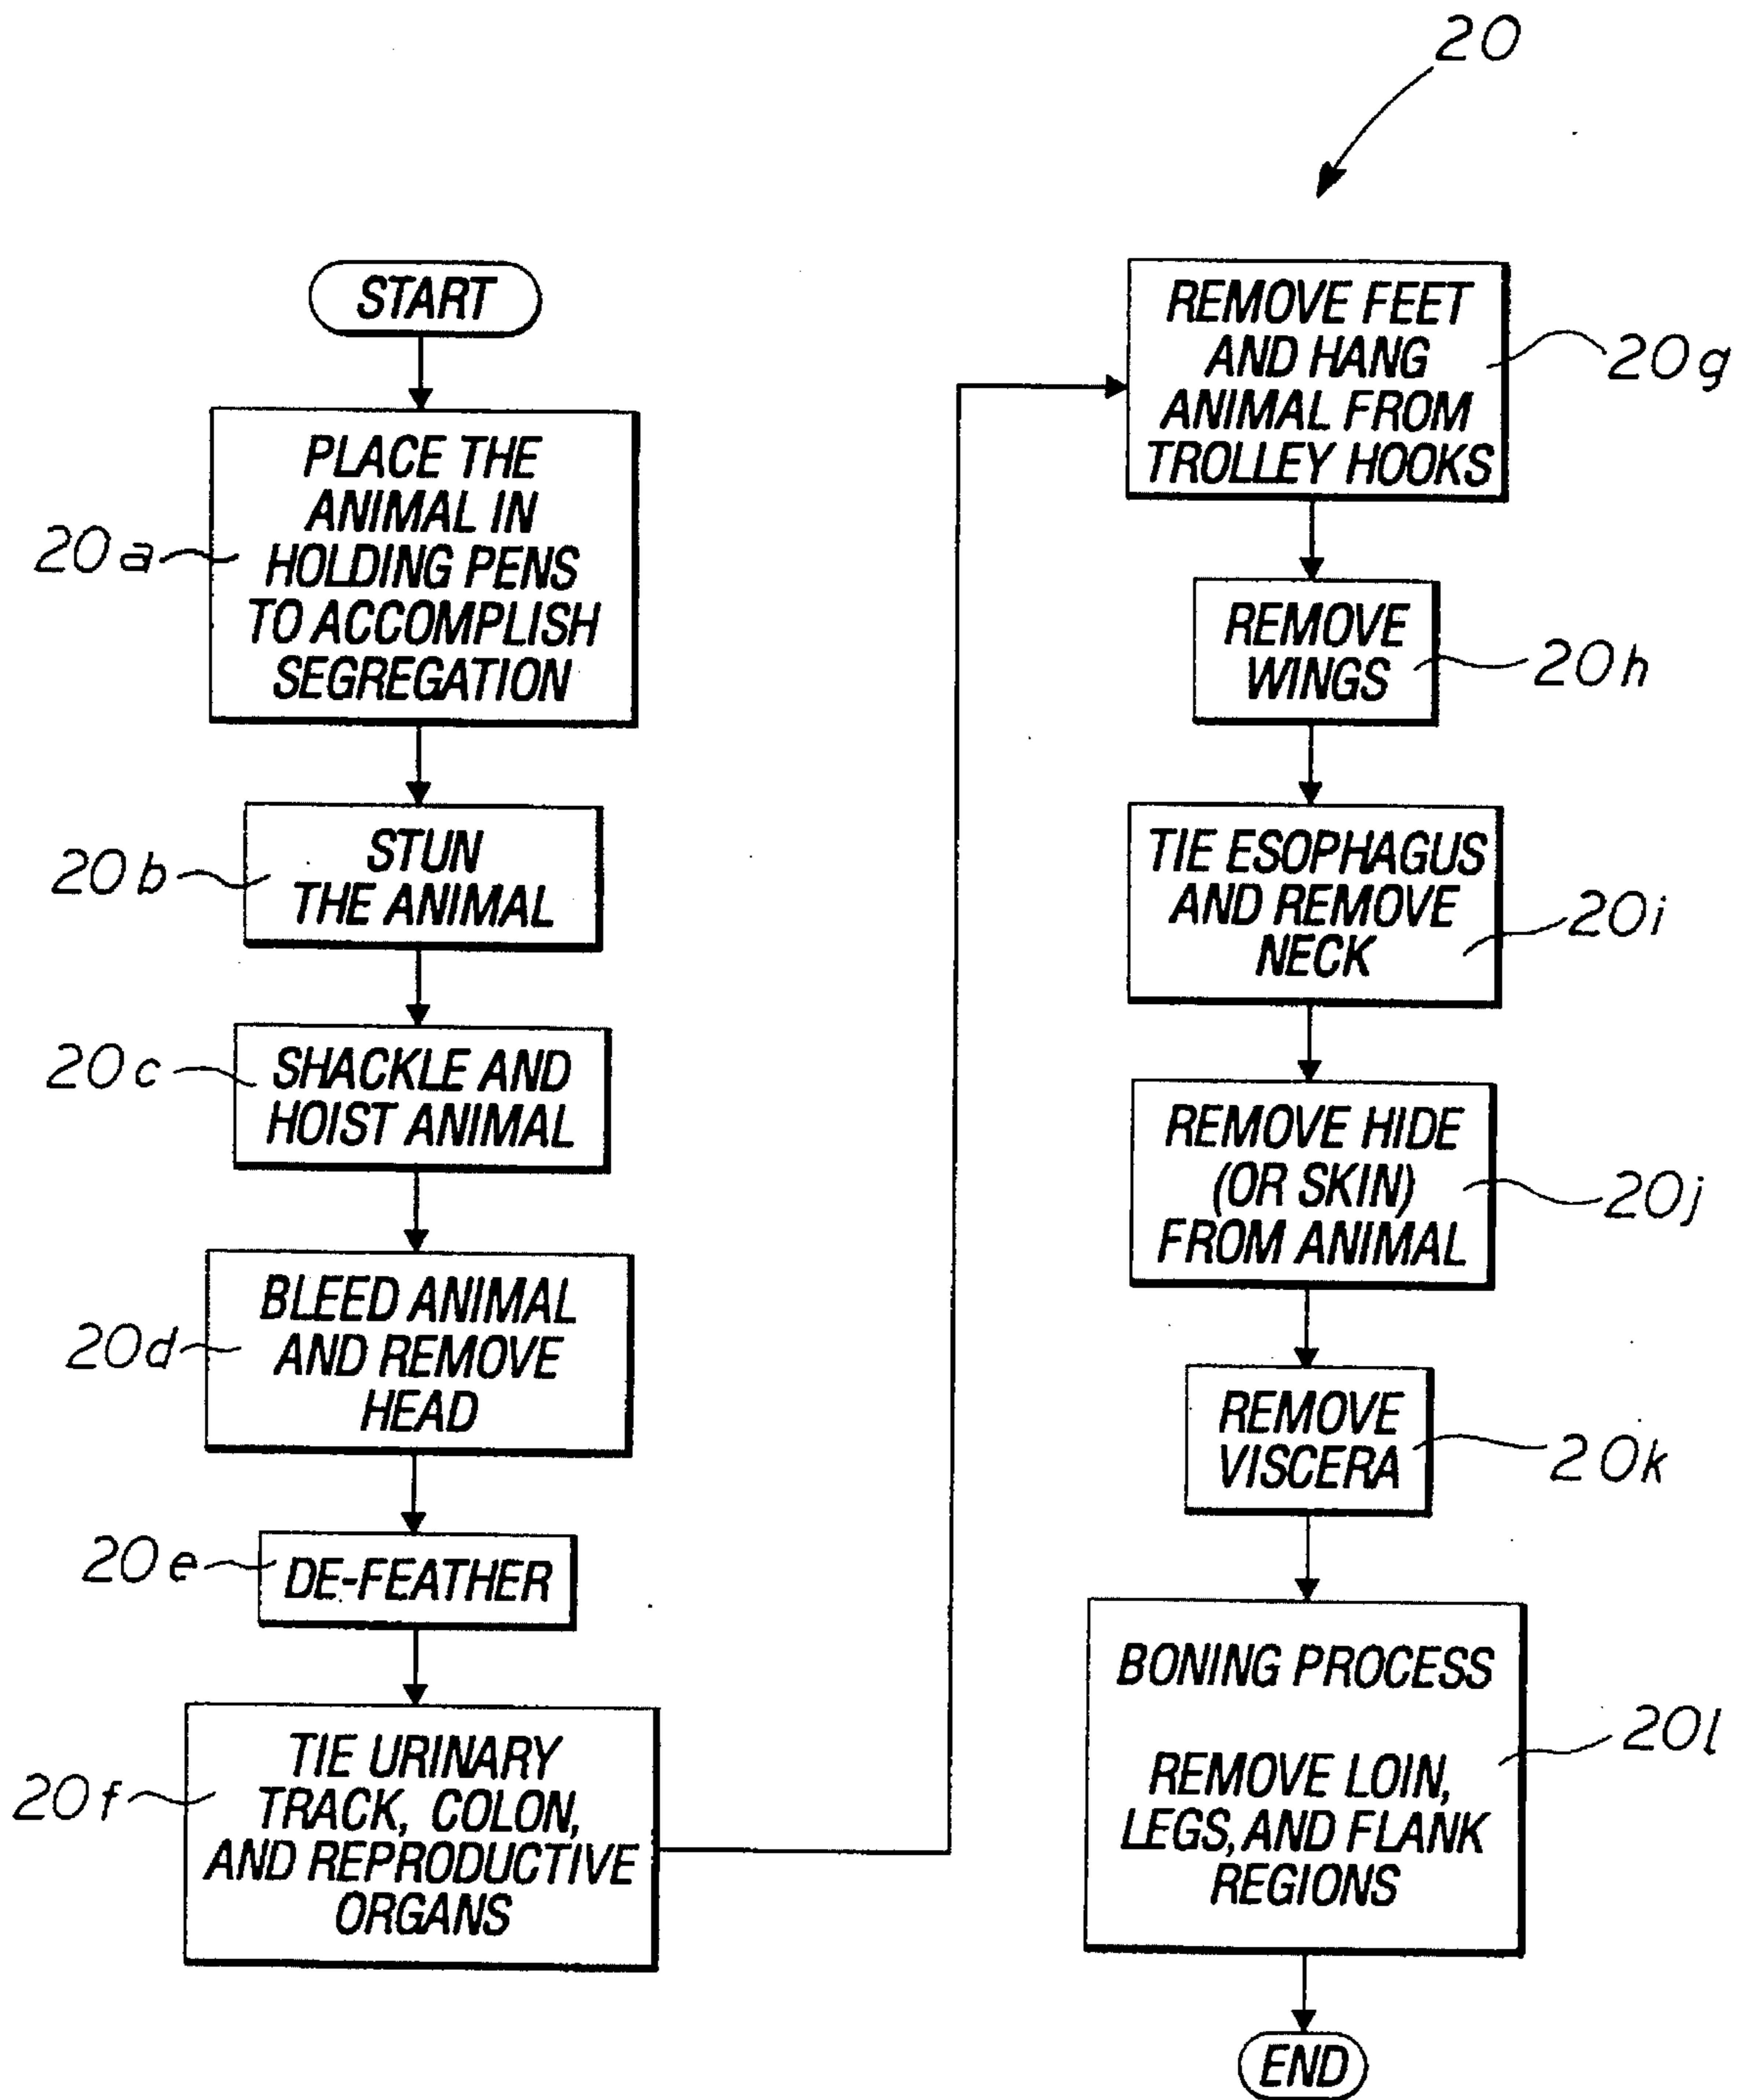 20
START
20a
PLACE THE
ANIMAL IN
HOLDING PENS
TO ACCOMPLISH
SEGREGATION
20b
STUN
THE ANIMAL
20c
SHACKLE AND
HOIST ANIMAL
20d
BLEED ANIMAL
AND REMOVE
HEAD
20e
DE-FEATHER
20f
TIE URINARY
TRACK, COLON,
AND REPRODUCTIVE
ORGANS
REMOVE FEET
AND HANG
ANIMAL FROM
TROLLEY HOOKS
20g
REMOVE
WINGS
20h
TIE ESOPHAGUS
AND REMOVE
NECK
20i
REMOVE HIDE
(OR SKIN)
FROM ANIMAL
20j
REMOVE
VISCERA
20k
BONING PROCESS
REMOVE LOIN,
LEGS, AND FLANK
REGIONS
20l
END